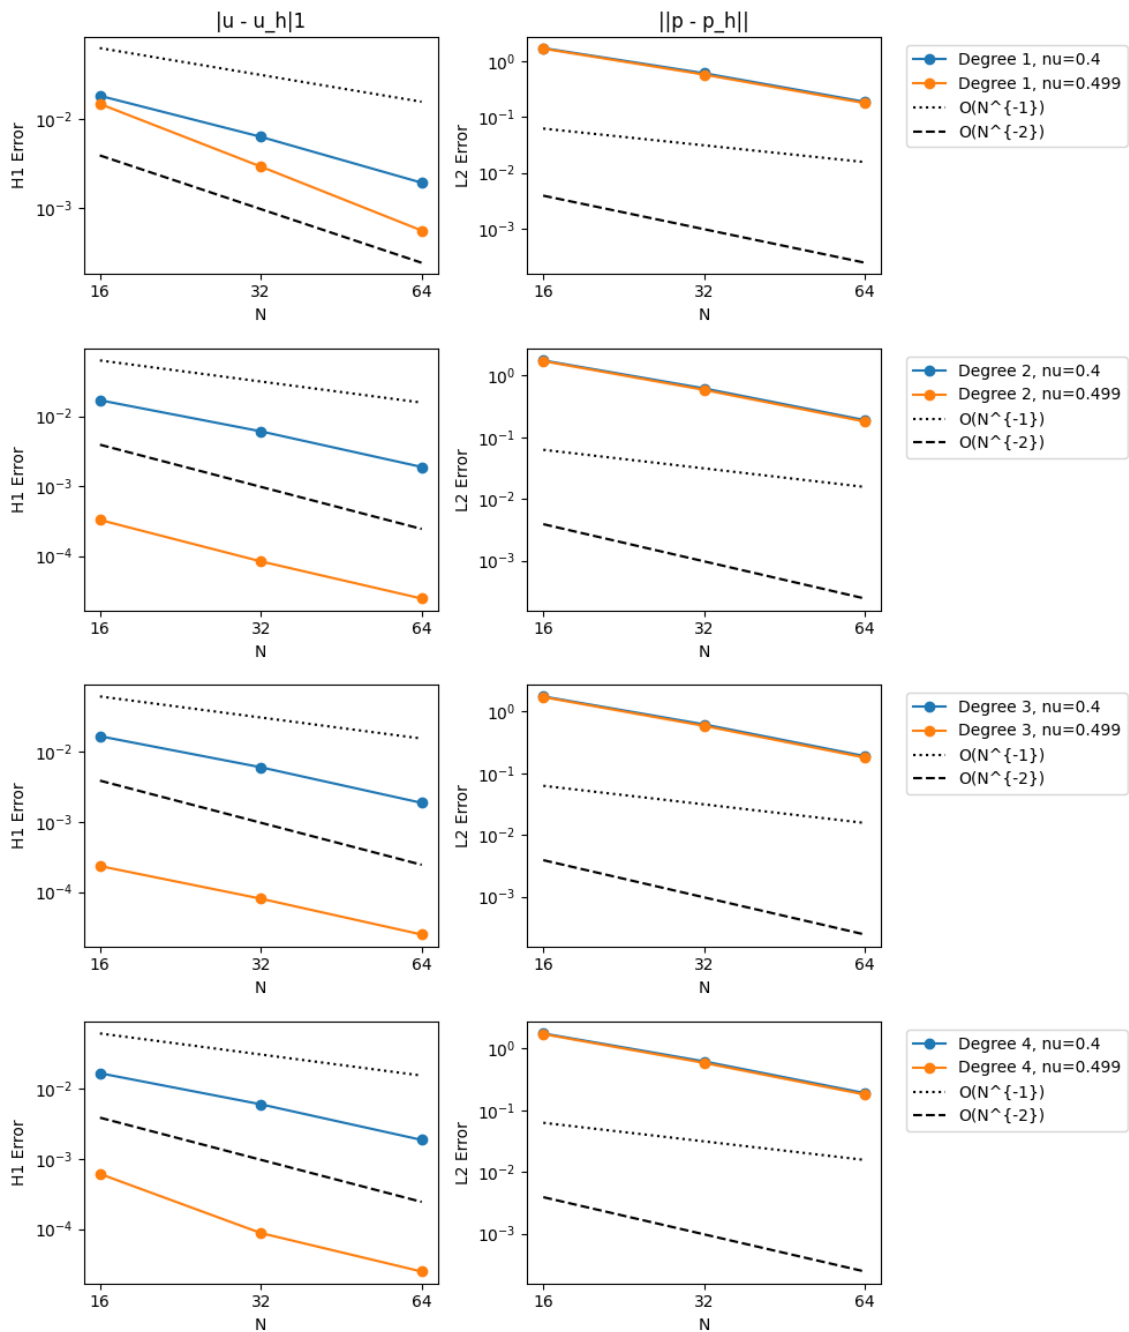 |u - u_h|1
||p - p_h||
H1 Error
10^{-2}
10^{-3}
16
32
64
N
L2 Error
10^{0}
10^{-1}
10^{-2}
10^{-3}
16
32
64
N
Degree 1, nu=0.4
Degree 1, nu=0.499
O(N^{-1})
O(N^{-2})
H1 Error
10^{-2}
10^{-3}
10^{-4}
16
32
64
N
L2 Error
10^{0}
10^{-1}
10^{-2}
10^{-3}
16
32
64
N
Degree 2, nu=0.4
Degree 2, nu=0.499
O(N^{-1})
O(N^{-2})
H1 Error
10^{-2}
10^{-3}
10^{-4}
16
32
64
N
L2 Error
10^{0}
10^{-1}
10^{-2}
10^{-3}
16
32
64
N
Degree 3, nu=0.4
Degree 3, nu=0.499
O(N^{-1})
O(N^{-2})
H1 Error
10^{-2}
10^{-3}
10^{-4}
16
32
64
N
L2 Error
10^{0}
10^{-1}
10^{-2}
10^{-3}
16
32
64
N
Degree 4, nu=0.4
Degree 4, nu=0.499
O(N^{-1})
O(N^{-2})